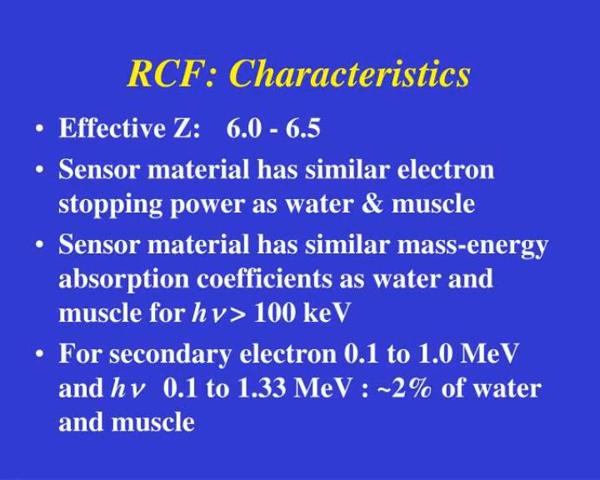 RCF: Characteristics
• Effective Z: 6.0 - 6.5
• Sensor material has similar electron
stopping power as water & muscle
• Sensor material has similar mass-energy
absorption coefficients as water and
muscle for hν > 100 keV
• For secondary electron 0.1 to 1.0 MeV
and hν 0.1 to 1.33 MeV : ~2% of water
and muscle